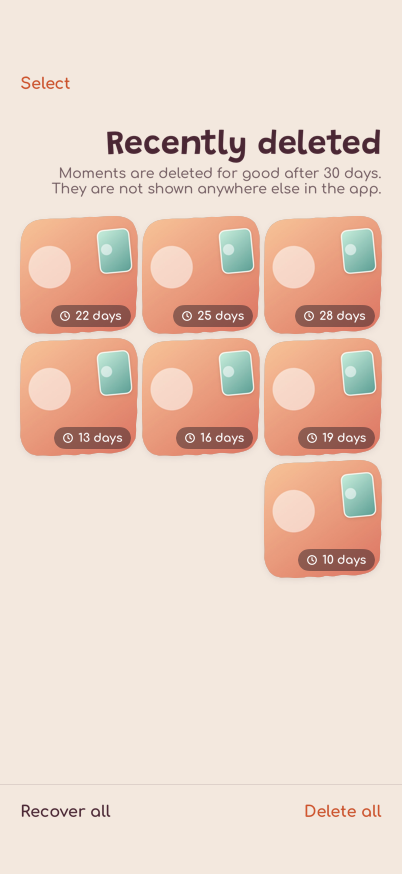 Select
Recently deleted
Moments are deleted for good after 30 days.
They are not shown anywhere else in the app.
22 days
25 days
28 days
13 days
16 days
19 days
10 days
Recover all
Delete all